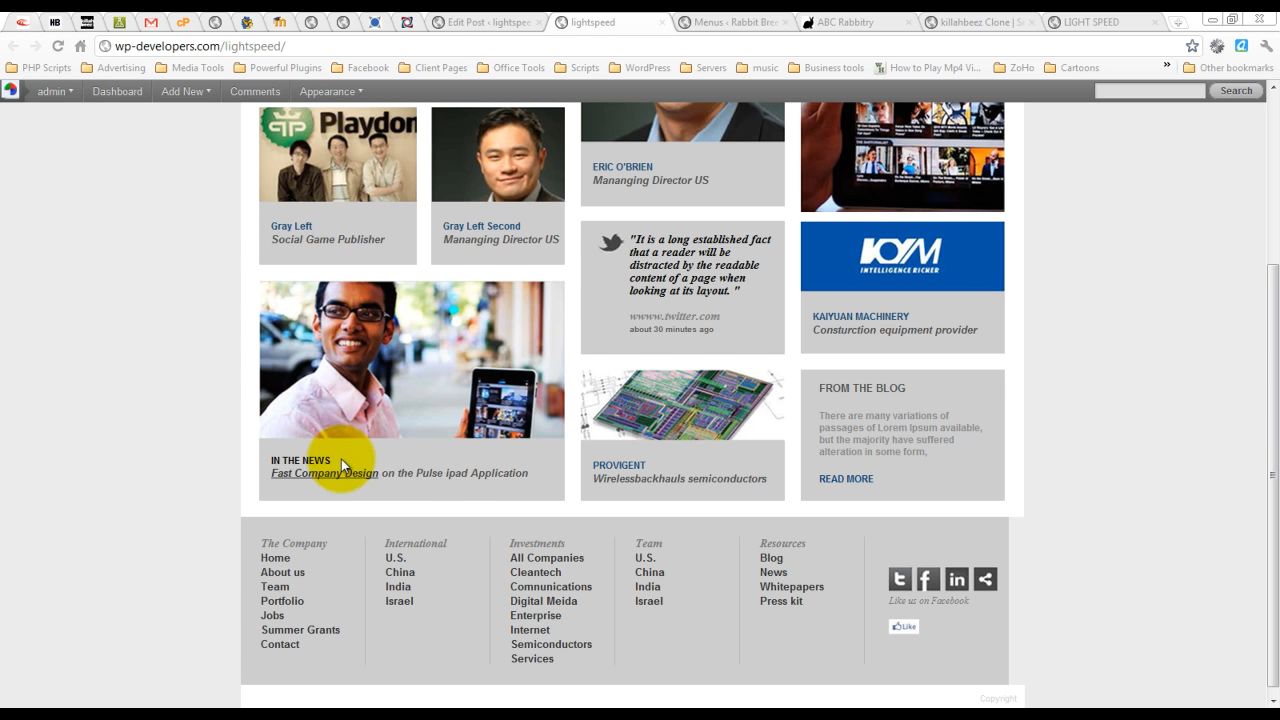 Edit Post ‹ lightspee
lightspeed
Menus ‹ Rabbit Bree
ABC Rabbitry
killahbeez Clone | S
LIGHT SPEED
wp-developers.com/lightspeed/
PHP Scripts
Advertising
Media Tools
Powerful Plugins
Facebook
Client Pages
Office Tools
Scripts
WordPress
Servers
music
Business tools
How to Play Mp4 Vi...
ZoHo
Cartoons
»
Other bookmarks
admin
Dashboard
Add New
Comments
Appearance
Search
Playdom
Gray Left
Social Game Publisher
Gray Left Second
Mananging Director US
ERIC O'BRIEN
Mananging Director US
"It is a long established fact
that a reader will be
distracted by the readable
content of a page when
looking at its layout. "
wwww.twitter.com
about 30 minutes ago
KOYM
INTELLIGENCE RICHER
KAIYUAN MACHINERY
Consturction equipment provider
IN THE NEWS
Fast Company Design on the Pulse ipad Application
PROVIGENT
Wirelessbackhauls semiconductors
FROM THE BLOG
There are many variations of
passages of Lorem Ipsum available,
but the majority have suffered
alteration in some form,
READ MORE
The Company
Home
About us
Team
Portfolio
Jobs
Summer Grants
Contact
International
U.S.
China
India
Israel
Investments
All Companies
Cleantech
Communications
Digital Meida
Enterprise
Internet
Semiconductors
Services
Team
U.S.
China
India
Israel
Resources
Blog
News
Whitepapers
Press kit
Like us on Facebook
Like
Copyright